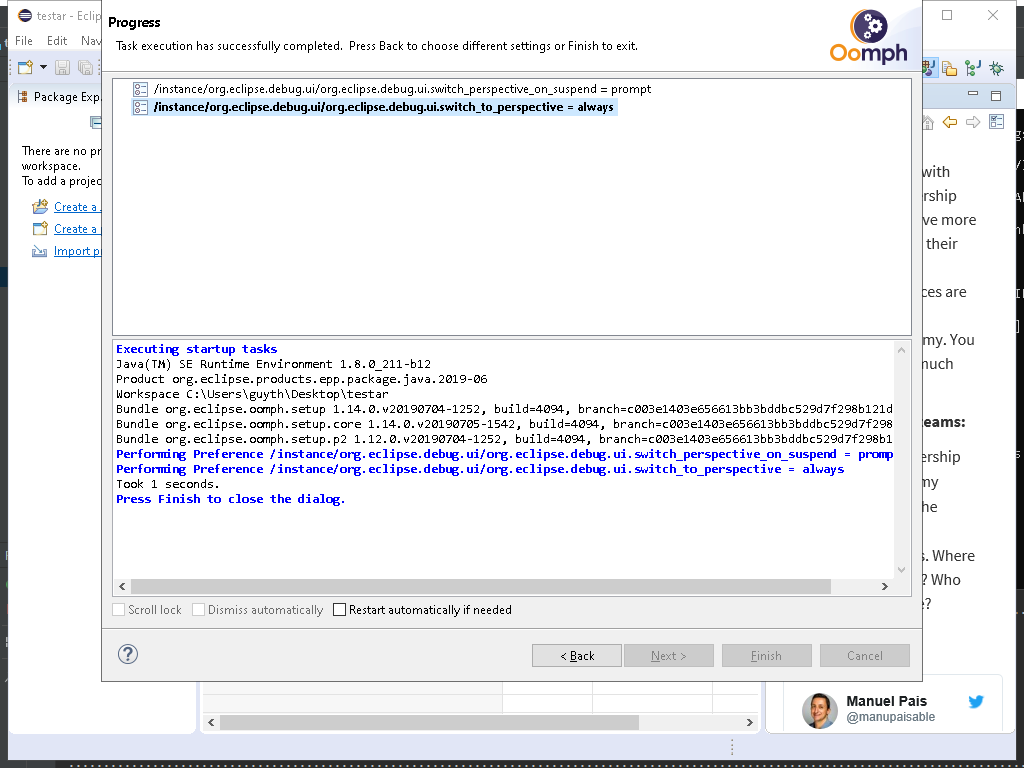 testar - Eclip
File Edit Nav
Package Exp
There are no pr
workspace.
To add a projec
Create a
Create a
Import p
Progress
Task execution has successfully completed. Press Back to choose different settings or Finish to exit.
Oomph
/instance/org.eclipse.debug.ui/org.eclipse.debug.ui.switch_perspective_on_suspend = prompt
/instance/org.eclipse.debug.ui/org.eclipse.debug.ui.switch_to_perspective = always
Executing startup tasks
Java(TM) SE Runtime Environment 1.8.0_211-b12
Product org.eclipse.products.epp.package.java.2019-06
Workspace C:\Users\guyth\Desktop\testar
Bundle org.eclipse.oomph.setup 1.14.0.v20190704-1252, build=4094, branch=c003e1403e656613bb3bddbc529d7f298b121d
Bundle org.eclipse.oomph.setup.core 1.14.0.v20190705-1542, build=4094, branch=c003e1403e656613bb3bddbc529d7f298
Bundle org.eclipse.oomph.setup.p2 1.12.0.v20190704-1252, build=4094, branch=c003e1403e656613bb3bddbc529d7f298b1
Performing Preference /instance/org.eclipse.debug.ui/org.eclipse.debug.ui.switch_perspective_on_suspend = promp
Performing Preference /instance/org.eclipse.debug.ui/org.eclipse.debug.ui.switch_to_perspective = always
Took 1 seconds.
Press Finish to close the dialog.
Scroll lock Dismiss automatically Restart automatically if needed
< Back Next > Finish Cancel
with
rship
ve more
their
ces are
my. You
much
eams:
ership
my
he
s. Where
? Who
e?
Manuel Pais
@manupaisable